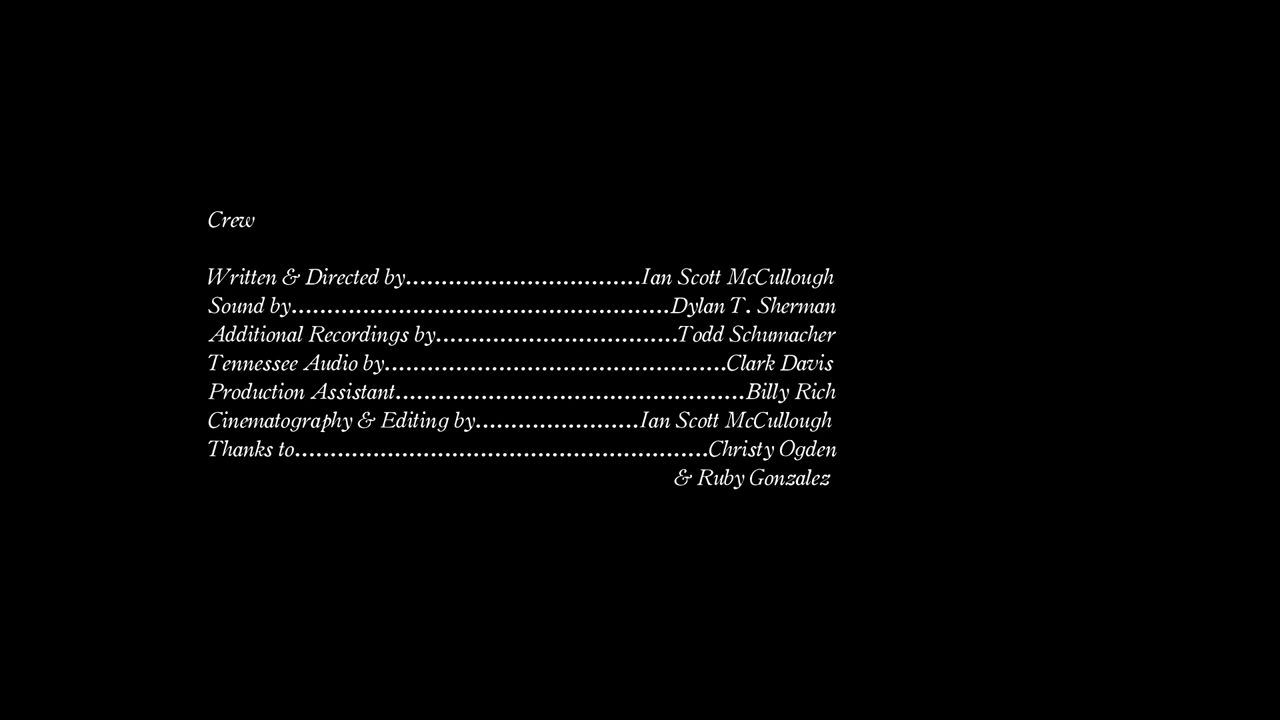 Crew
Written & Directed by.................................Ian Scott McCullough
Sound by.....................................................Dylan T. Sherman
Additional Recordings by..................................Todd Schumacher
Tennessee Audio by................................................Clark Davis
Production Assistant.................................................Billy Rich
Cinematography & Editing by.......................Ian Scott McCullough
Thanks to..........................................................Christy Ogden
& Ruby Gonzalez